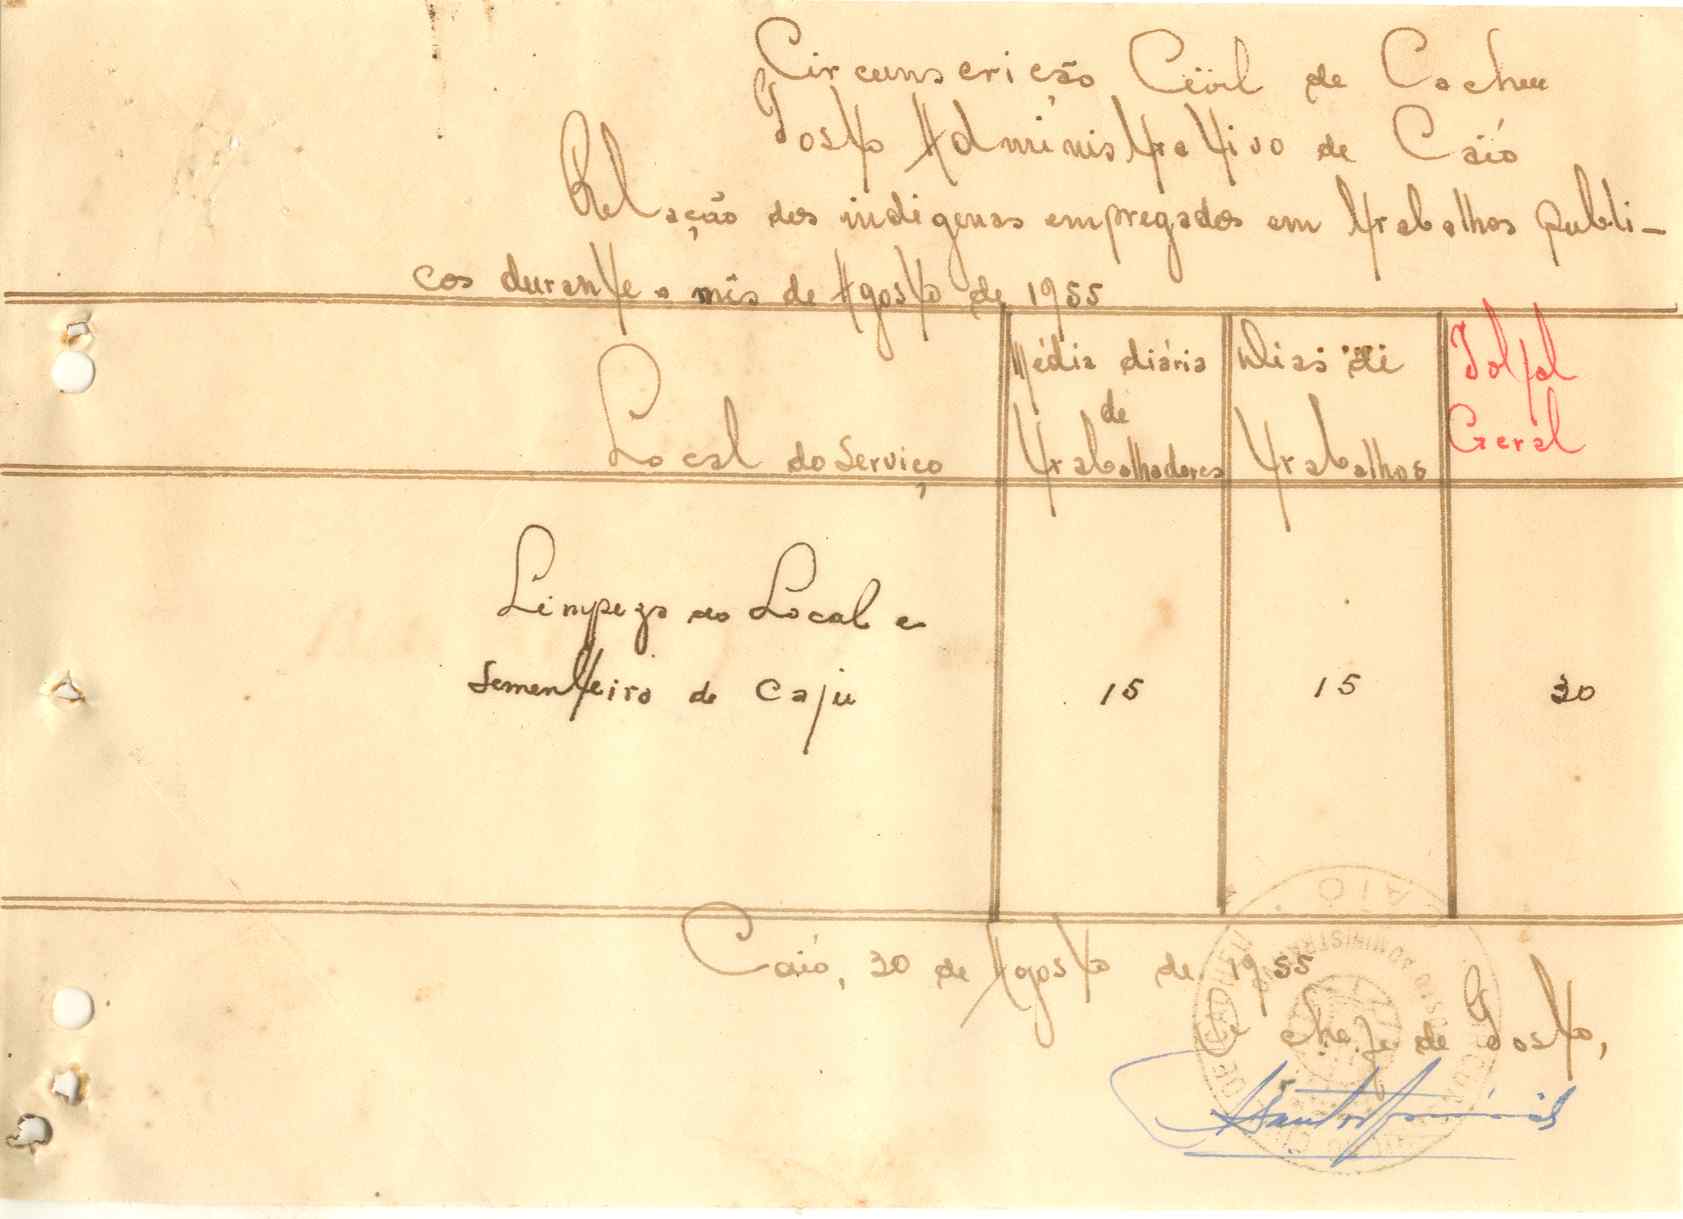 Circunscrição Civil de Cacheu
Posto Administrativo de Caió
Relação dos indigenas empregados em trabalhos publi-
cos durante o mês de Agosto de 1955
Local do Serviço
Média diária
de
trabalhadores
Dias de
trabalhos
Total
Geral
Limpeza do Local e
Sementeira de Caju
15
15
30
Caió, 30 de Agosto de 1955
O chefe de Posto,